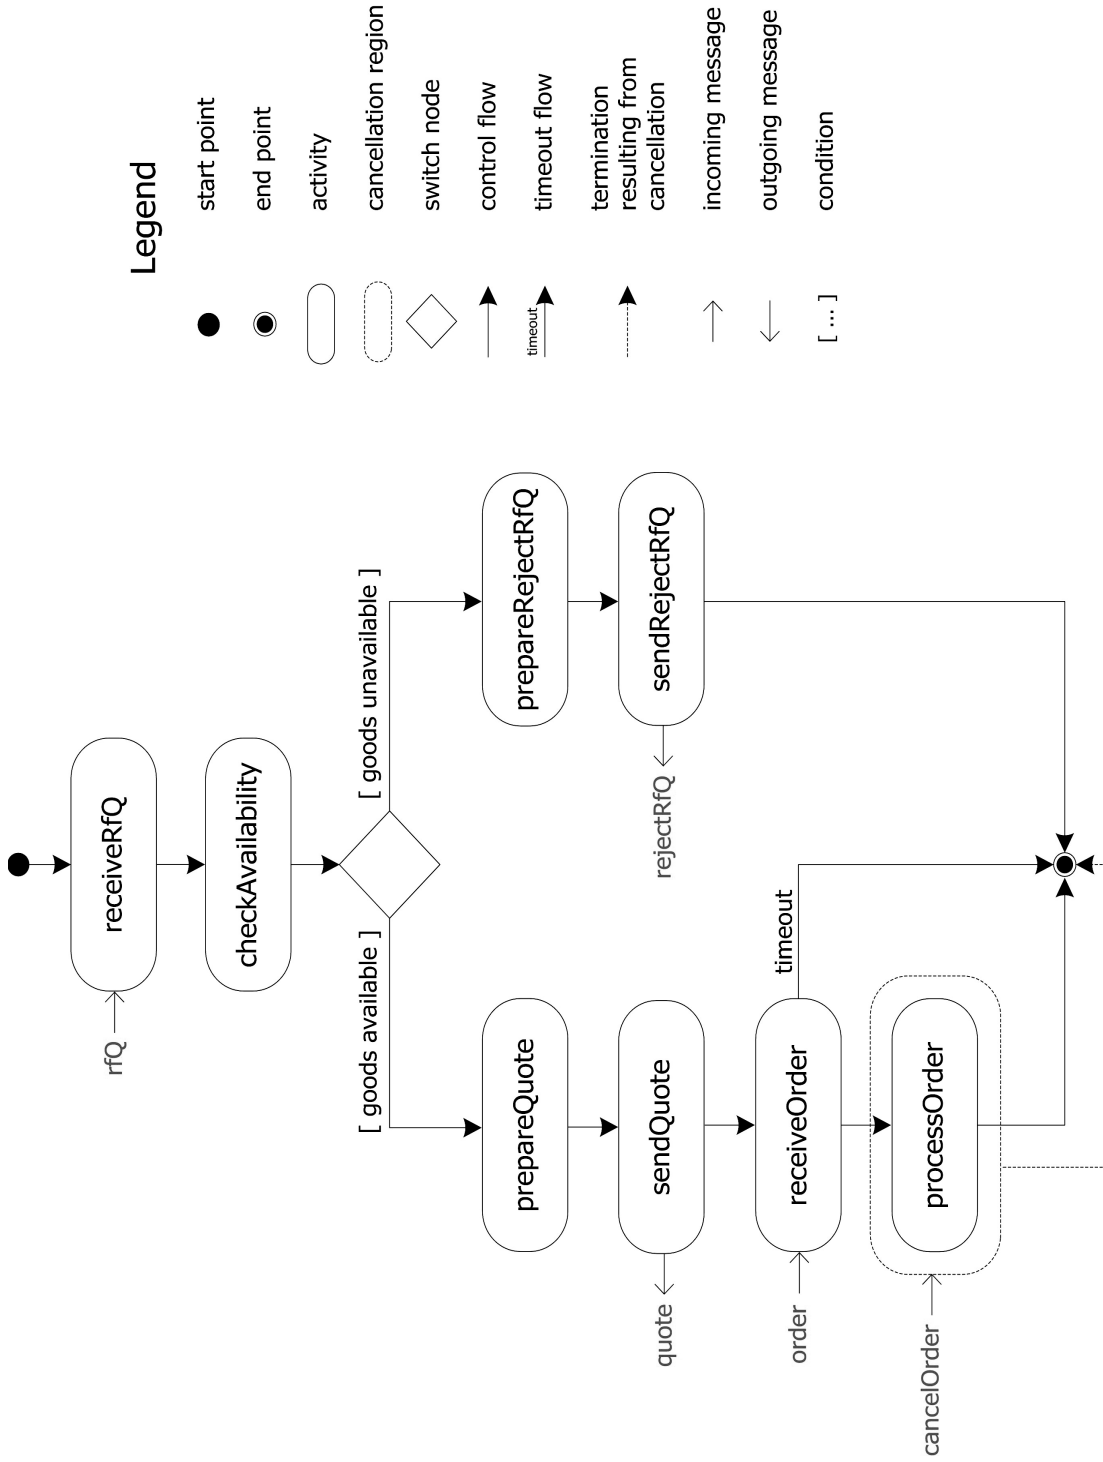 Legend
start point
end point
activity
cancellation region
switch node
control flow
timeout
timeout flow
termination
resulting from
cancellation
incoming message
outgoing message
[ ... ]
condition
rfQ
receiveRfQ
checkAvailability
[ goods available ]
[ goods unavailable ]
prepareQuote
prepareRejectRfQ
quote
sendQuote
rejectRfQ
sendRejectRfQ
order
receiveOrder
timeout
cancelOrder
processOrder